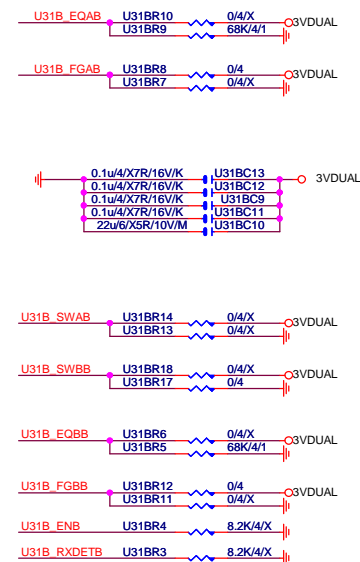 U31B_EQAB U31BR10 0/4/X 3VDUAL
U31BR9 68K/4/1
U31B_FGAB U31BR8 0/4 3VDUAL
U31BR7 0/4/X
0.1u/4/X7R/16V/K U31BC13 3VDUAL
0.1u/4/X7R/16V/K U31BC12
0.1u/4/X7R/16V/K U31BC9
0.1u/4/X7R/16V/K U31BC11
22u/6/X5R/10V/M U31BC10
U31B_SWAB U31BR14 0/4/X 3VDUAL
U31BR13 0/4/X
U31B_SWBB U31BR18 0/4/X 3VDUAL
U31BR17 0/4
U31B_EQBB U31BR6 0/4/X 3VDUAL
U31BR5 68K/4/1
U31B_FGBB U31BR12 0/4 3VDUAL
U31BR11 0/4/X
U31B_ENB U31BR4 8.2K/4/X
U31B_RXDETB U31BR3 8.2K/4/X